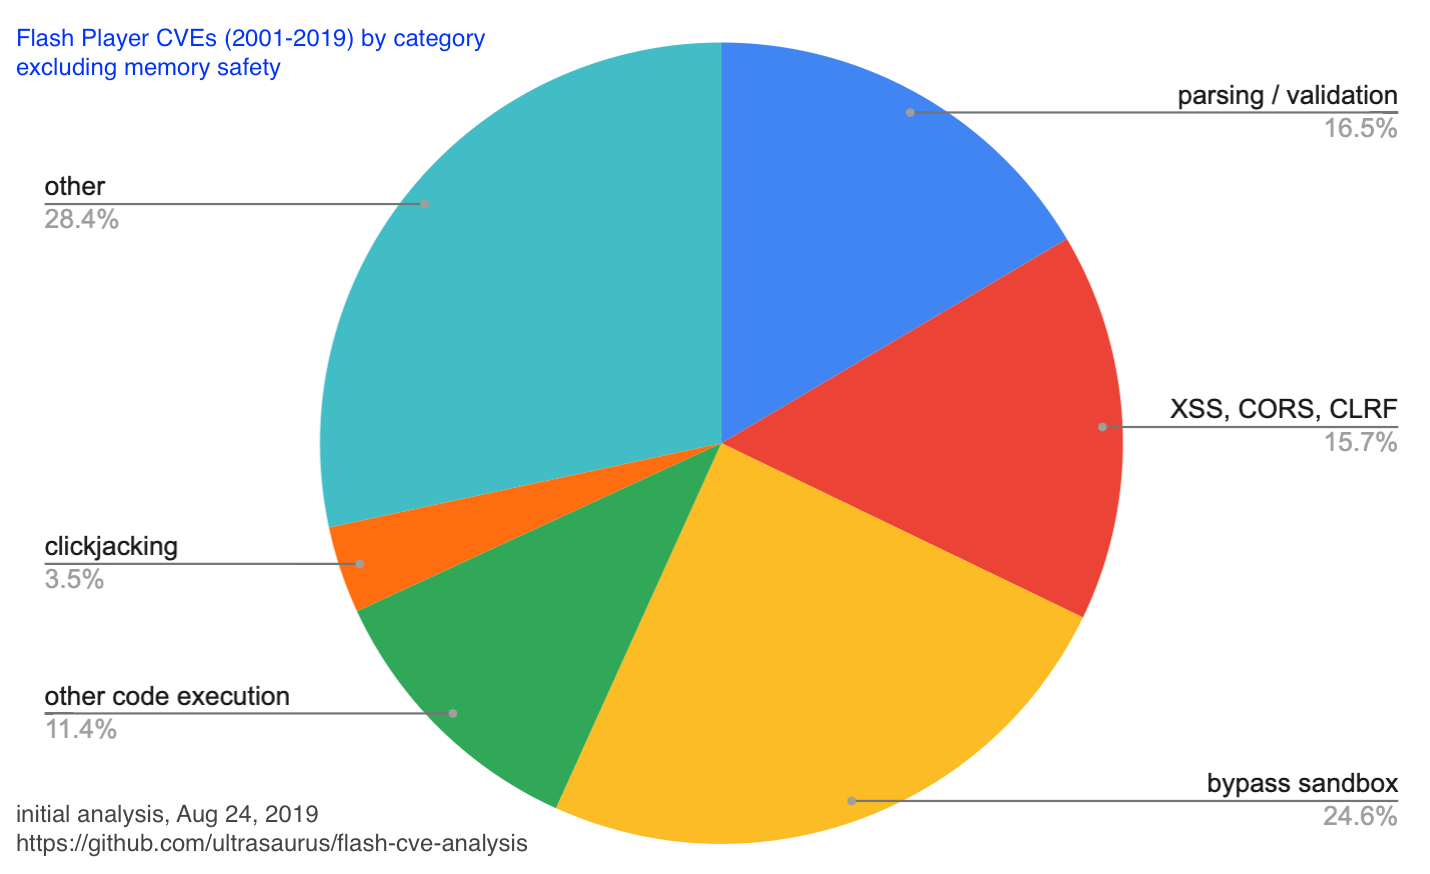 Flash Player CVEs (2001-2019) by category
excluding memory safety
parsing / validation
16.5%
other
28.4%
XSS, CORS, CLRF
15.7%
clickjacking
3.5%
other code execution
11.4%
bypass sandbox
24.6%
initial analysis, Aug 24, 2019
https://github.com/ultrasaurus/flash-cve-analysis